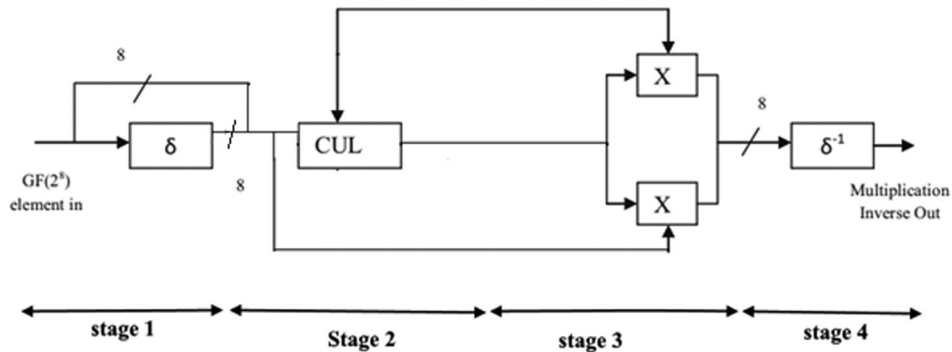 8
X
8
δ
CUL
δ⁻¹
GF(2⁸)
element in
8
X
Multiplication
Inverse Out
stage 1
Stage 2
stage 3
stage 4